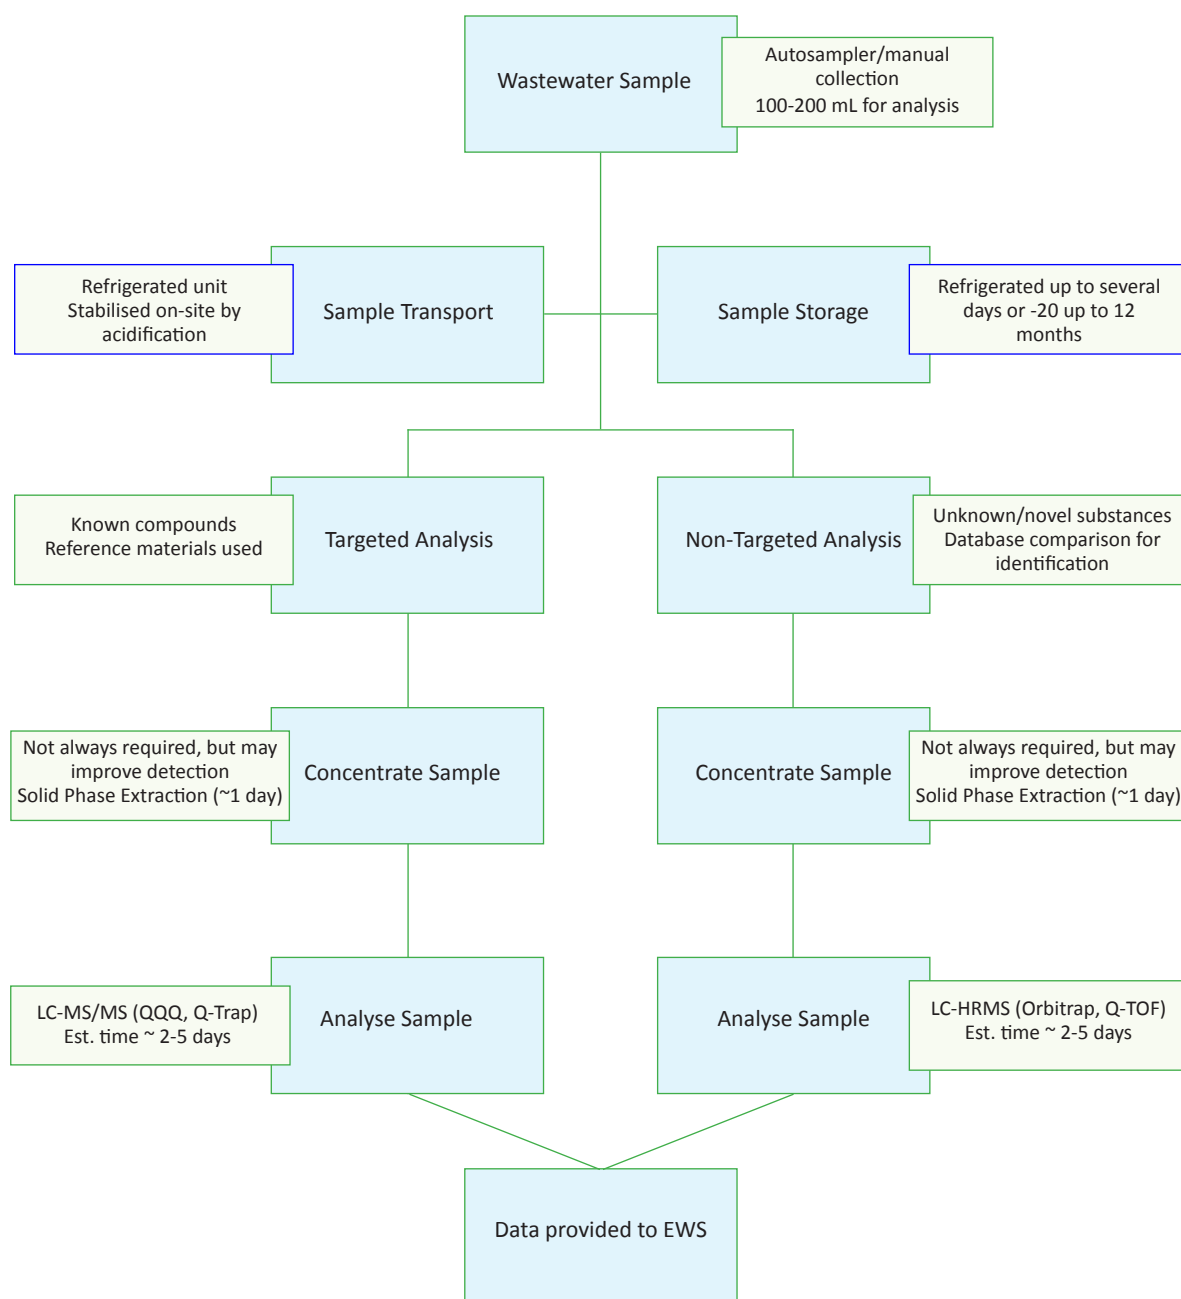 Wastewater Sample
Autosampler/manual
collection
100-200 mL for analysis
Refrigerated unit
Stabilised on-site by
acidification
Sample Transport
Sample Storage
Refrigerated up to several
days or -20 up to 12
months
Known compounds
Reference materials used
Targeted Analysis
Non-Targeted Analysis
Unknown/novel substances
Database comparison for
identification
Not always required, but may
improve detection
Solid Phase Extraction (~1 day)
Concentrate Sample
Concentrate Sample
Not always required, but may
improve detection
Solid Phase Extraction (~1 day)
LC-MS/MS (QQQ, Q-Trap)
Est. time ~ 2-5 days
Analyse Sample
Analyse Sample
LC-HRMS (Orbitrap, Q-TOF)
Est. time ~ 2-5 days
Data provided to EWS